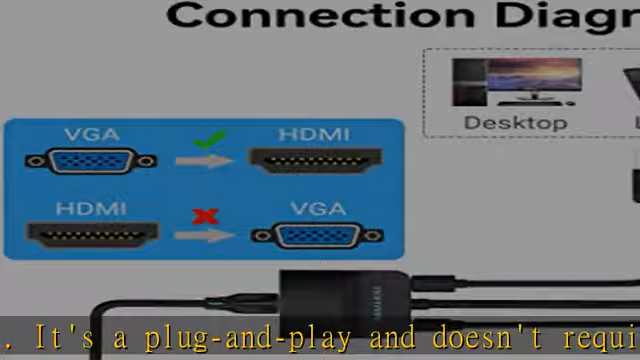 Connection Diagr
Desktop
VGA HDMI
HDMI VGA
. It's a plug-and-play and doesn't requi